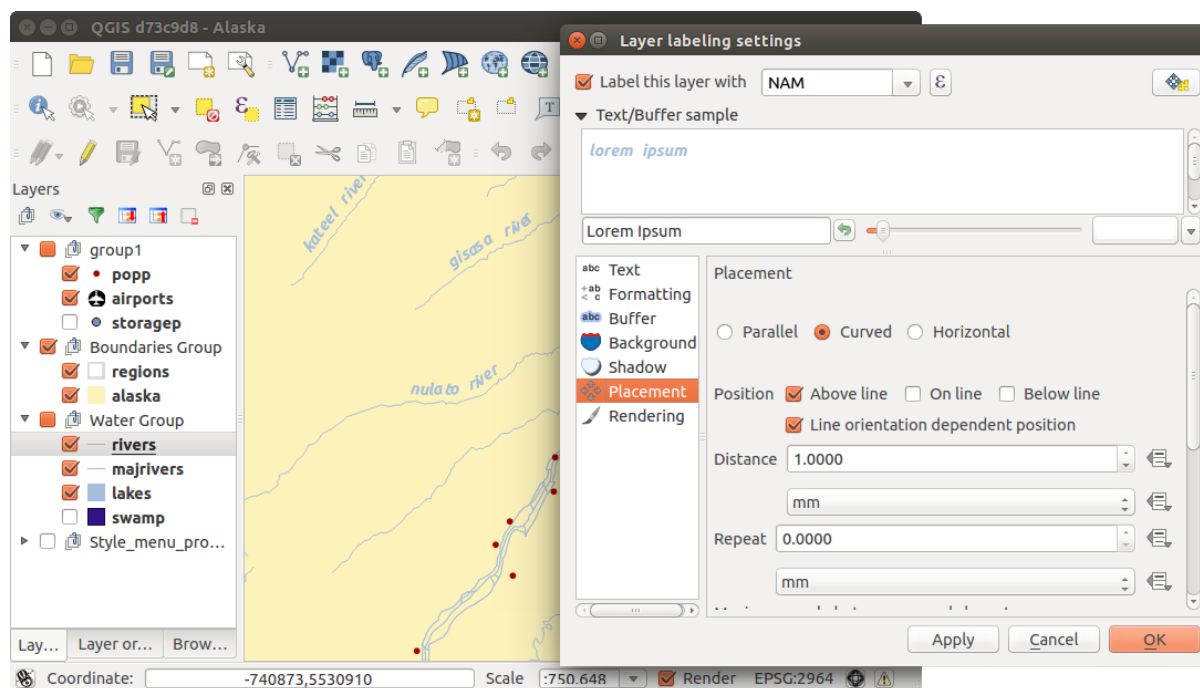 QGIS d73c9d8 - Alaska
Layers
group1
popp
airports
storagep
Boundaries Group
regions
alaska
Water Group
rivers
majrivers
lakes
swamp
Style_menu_pro...
Lay...
Layer or...
Brow...
kateel river
gisasa river
nulato river
Coordinate:
-740873,5530910
Scale
:750.648
Render
EPSG:2964
Layer labeling settings
Label this layer with
NAM
ε
Text/Buffer sample
lorem ipsum
Lorem Ipsum
abc Text
+ab < c Formatting
abc Buffer
Background
Shadow
Placement
Rendering
Placement
Parallel
Curved
Horizontal
Position
Above line
On line
Below line
Line orientation dependent position
Distance
1.0000
mm
Repeat
0.0000
mm
Apply
Cancel
OK